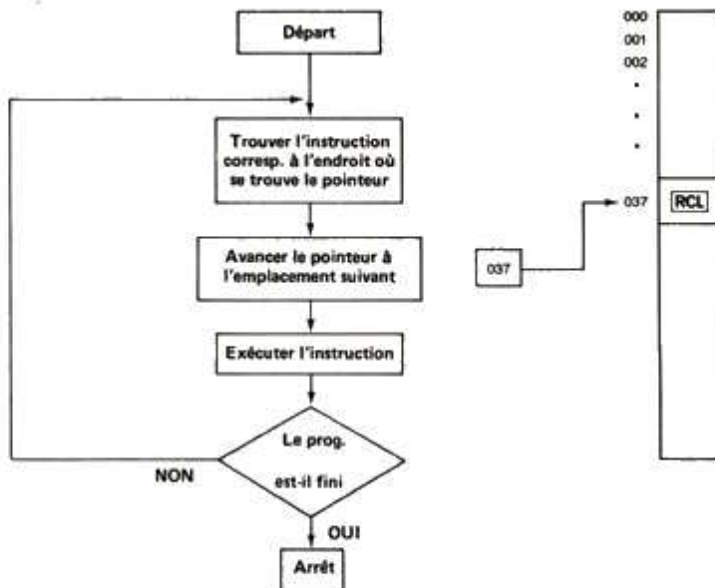 Départ
Trouver l'instruction
corresp. à l'endroit où
se trouve le pointeur
Avancer le pointeur à
l'emplacement suivant
Exécuter l'instruction
Le prog.
est-il fini
NON
OUI
Arrêt
000
001
002
037
RCL
037